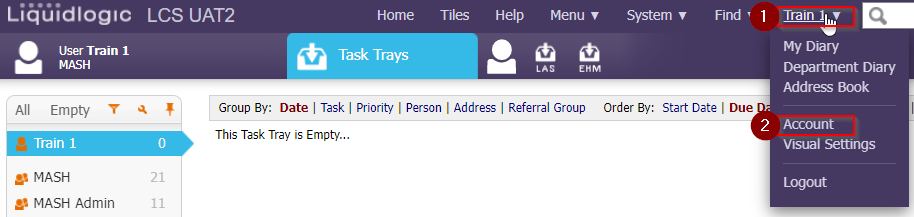 Liquidlogic LCS UAT2 Home Tiles Help Menu ▼ System ▼ Find ▼ 1 Train 1 ▼
User Train 1
MASH
Task Trays
LAS
EHM
My Diary
Department Diary
Address Book
2 Account
Visual Settings
Logout
All Empty
Train 1 0
MASH 21
MASH Admin 11
Group By: Date | Task | Priority | Person | Address | Referral Group Order By: Start Date | Due Da
This Task Tray is Empty...